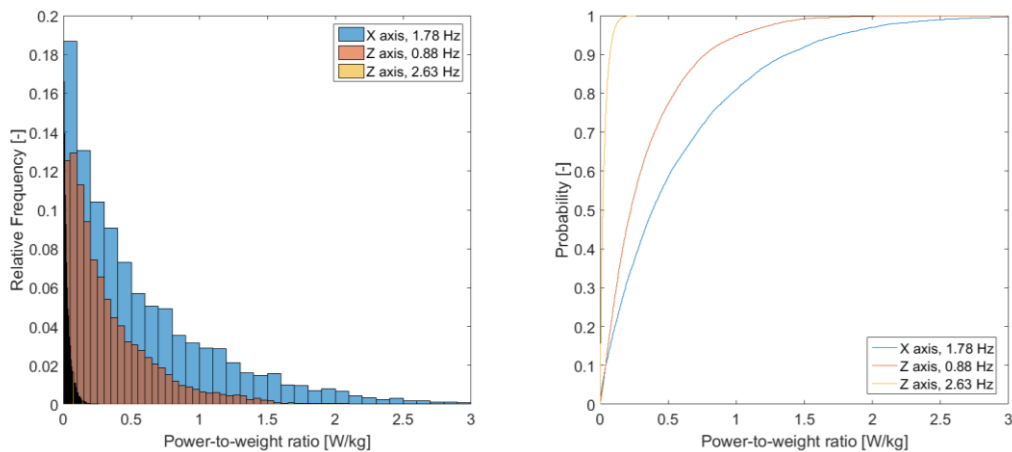 0.2
0.18
0.16
0.14
0.12
0.1
0.08
0.06
0.04
0.02
0
Relative Frequency [-]
X axis, 1.78 Hz
Z axis, 0.88 Hz
Z axis, 2.63 Hz
0 0.5 1 1.5 2 2.5 3
Power-to-weight ratio [W/kg]
1
0.9
0.8
0.7
0.6
0.5
0.4
0.3
0.2
0.1
0
Probability [-]
X axis, 1.78 Hz
Z axis, 0.88 Hz
Z axis, 2.63 Hz
0 0.5 1 1.5 2 2.5 3
Power-to-weight ratio [W/kg]